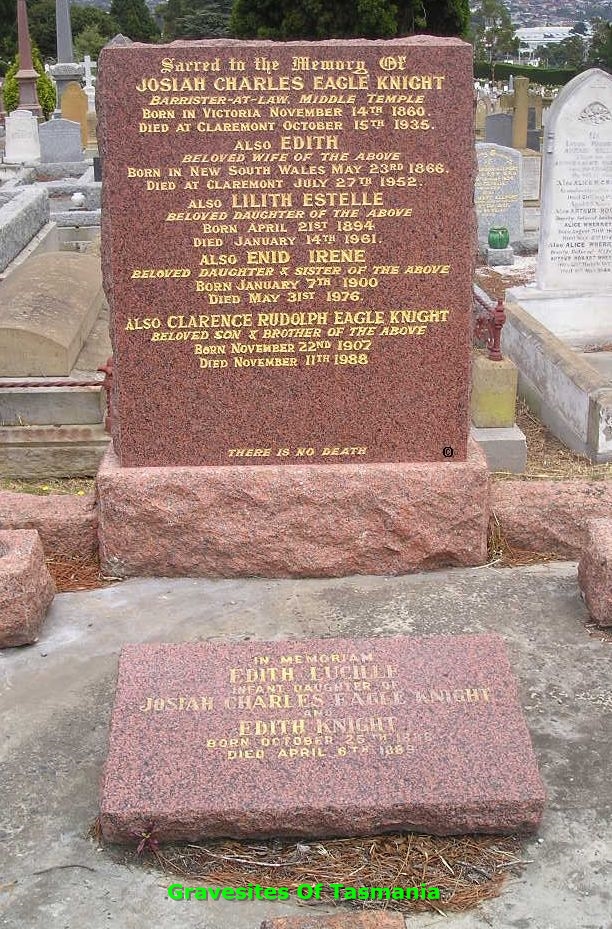 Sacred to the Memory Of
JOSIAH CHARLES EAGLE KNIGHT
BARRISTER-AT-LAW, MIDDLE TEMPLE
BORN IN VICTORIA NOVEMBER 14TH 1860.
DIED AT CLAREMONT OCTOBER 15TH 1935.
ALSO EDITH
BELOVED WIFE OF THE ABOVE
BORN IN NEW SOUTH WALES MAY 23RD 1866.
DIED AT CLAREMONT JULY 27TH 1952.
ALSO LILITH ESTELLE
BELOVED DAUGHTER OF THE ABOVE
BORN APRIL 21ST 1894
DIED JANUARY 14TH 1961.
ALSO ENID IRENE
BELOVED DAUGHTER & SISTER OF THE ABOVE
BORN JANUARY 7TH 1900
DIED MAY 31ST 1976.
ALSO CLARENCE RUDOLPH EAGLE KNIGHT
BELOVED SON & BROTHER OF THE ABOVE
BORN NOVEMBER 22ND 1907
DIED NOVEMBER 11TH 1988
THERE IS NO DEATH
IN MEMORIAM
EDITH LUCILLE
INFANT DAUGHTER OF
JOSIAH CHARLES EAGLE KNIGHT
AND
EDITH KNIGHT
BORN OCTOBER 25TH
DIED APRIL 6TH 1889
Gravesites Of Tasmania